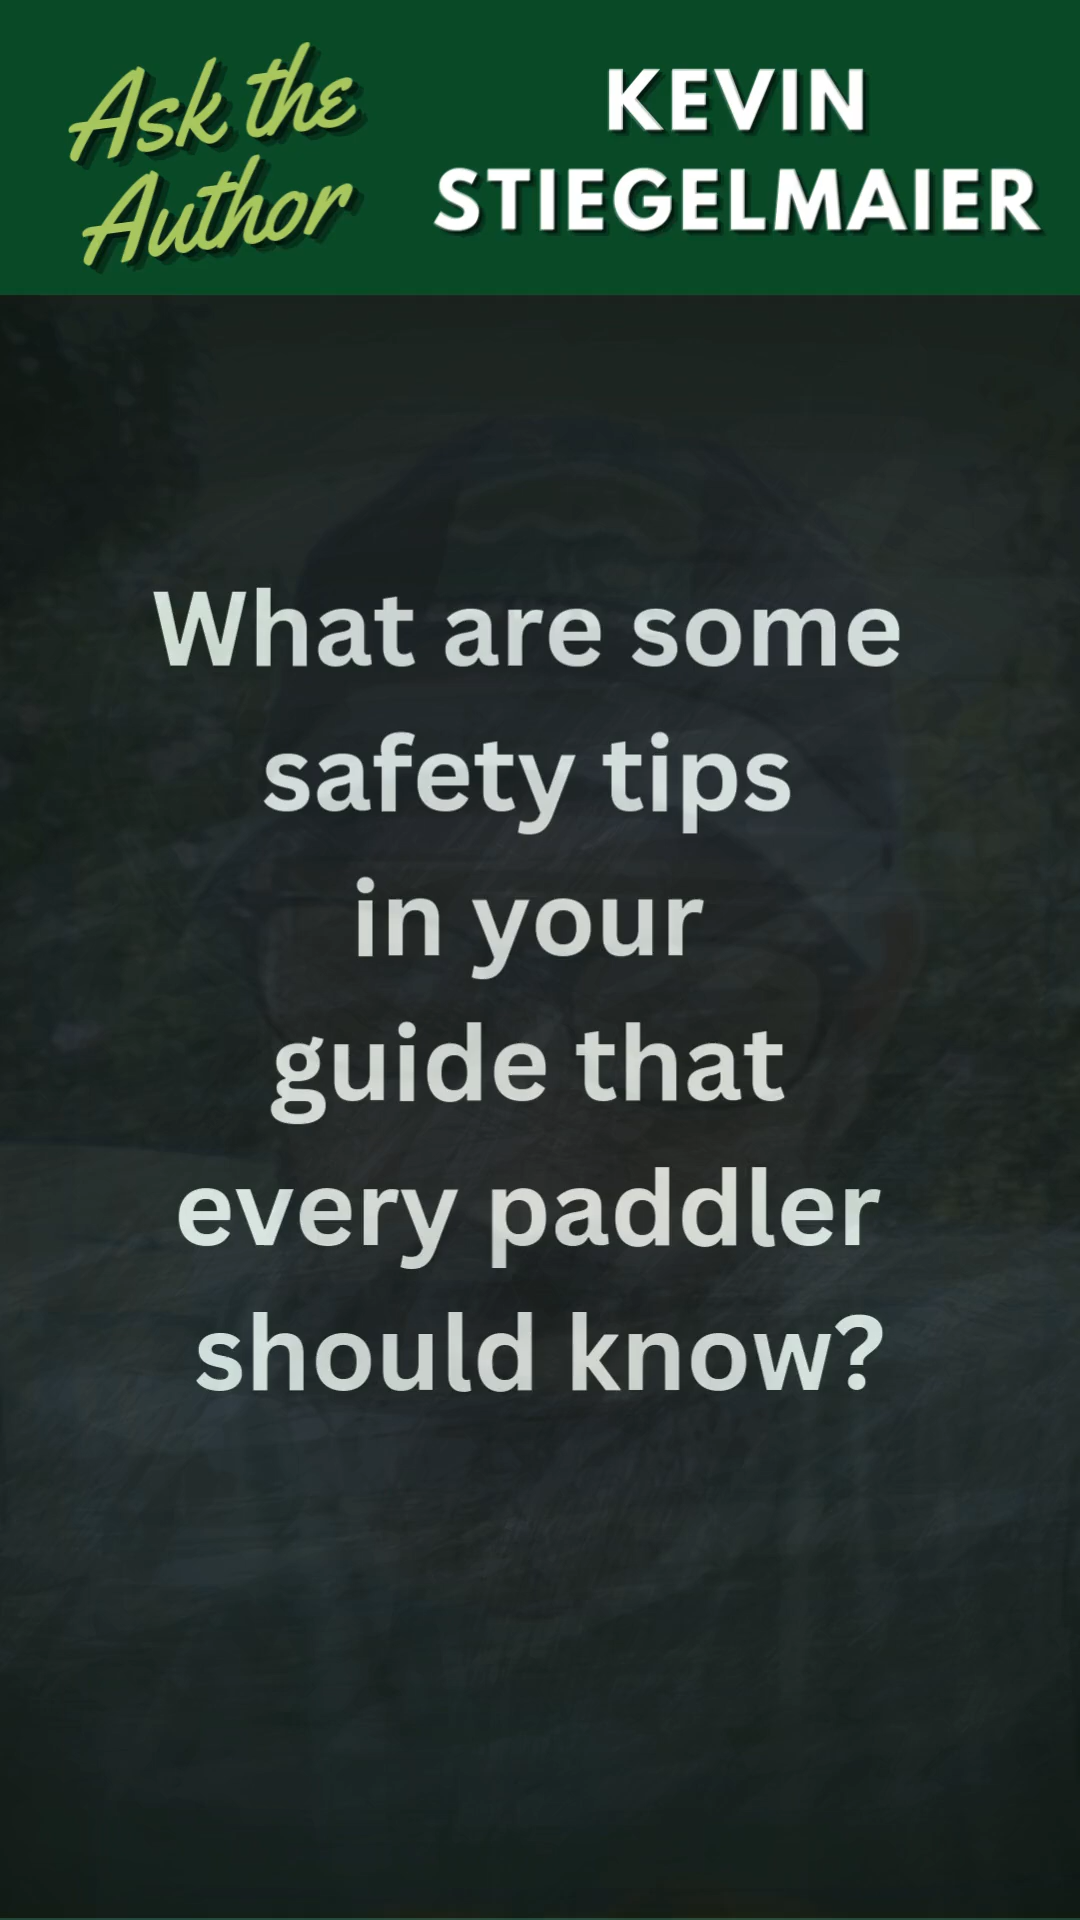 Ask the
Author
KEVIN
STIEGELMAIER
What are some
safety tips
in your
guide that
every paddler
should know?